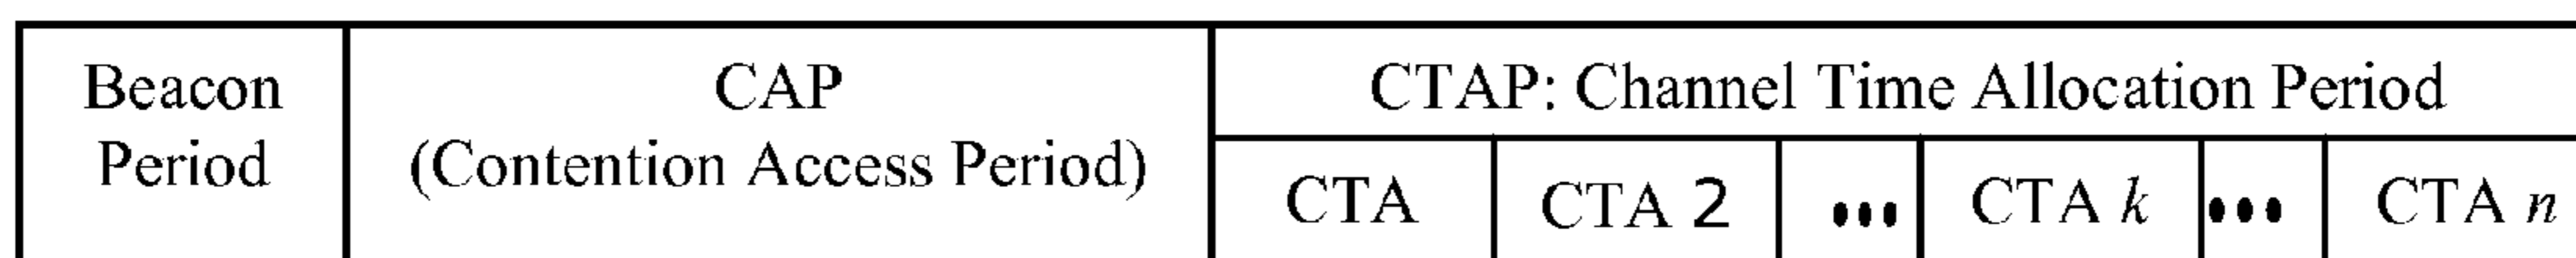 Beacon
Period
CAP
(Contention Access Period)
CTAP: Channel Time Allocation Period
CTA
CTA 2
•••
CTA k
•••
CTA n